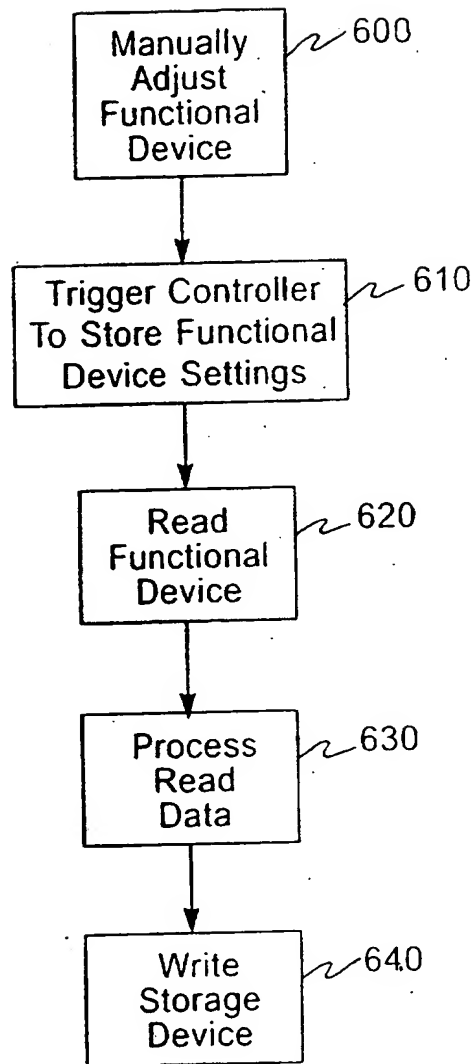 Manually
Adjust
Functional
Device
600
Trigger Controller
To Store Functional
Device Settings
610
Read
Functional
Device
620
Process
Read
Data
630
Write
Storage
Device
640